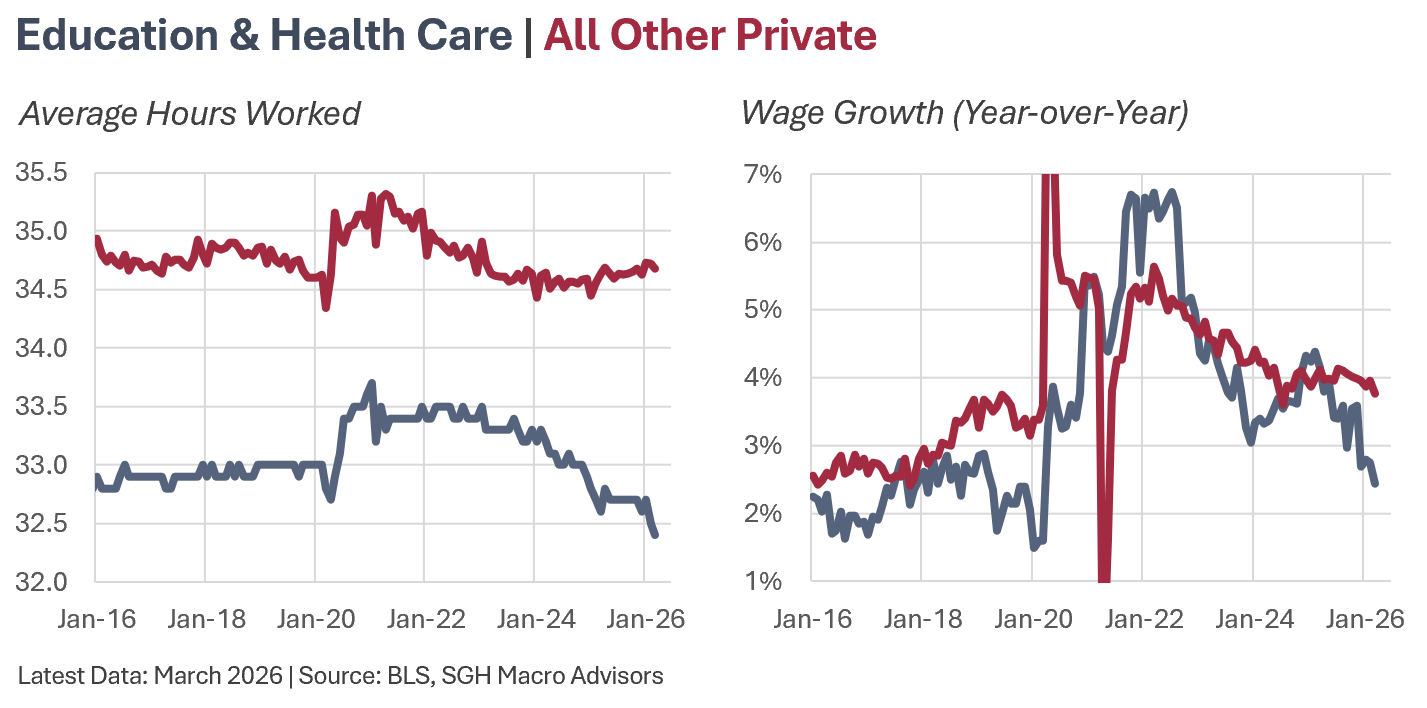 Education & Health Care | All Other Private
Average Hours Worked
35.5
35.0
34.5
34.0
33.5
33.0
32.5
32.0
Jan-16 Jan-18 Jan-20 Jan-22 Jan-24 Jan-26
Wage Growth (Year-over-Year)
7%
6%
5%
4%
3%
2%
1%
Jan-16 Jan-18 Jan-20 Jan-22 Jan-24 Jan-26
Latest Data: March 2026 | Source: BLS, SGH Macro Advisors